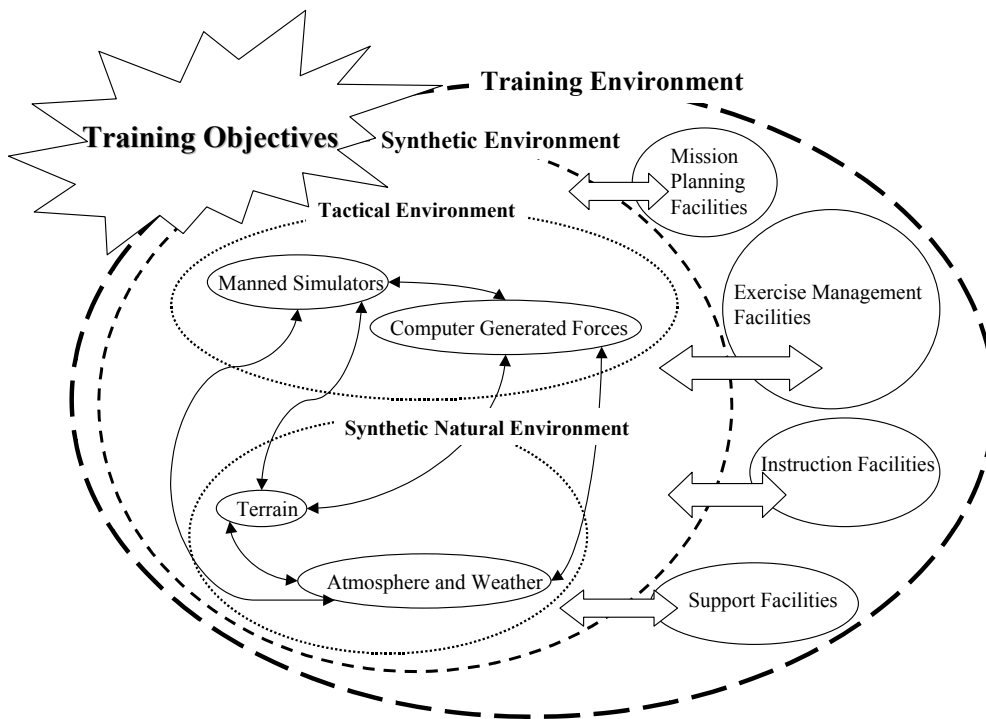 Training Environment
Training Objectives
Synthetic Environment
Mission
Planning
Facilities
Tactical Environment
Manned Simulators
Exercise Management
Facilities
Computer Generated Forces
Synthetic Natural Environment
Instruction Facilities
Terrain
Atmosphere and Weather
Support Facilities